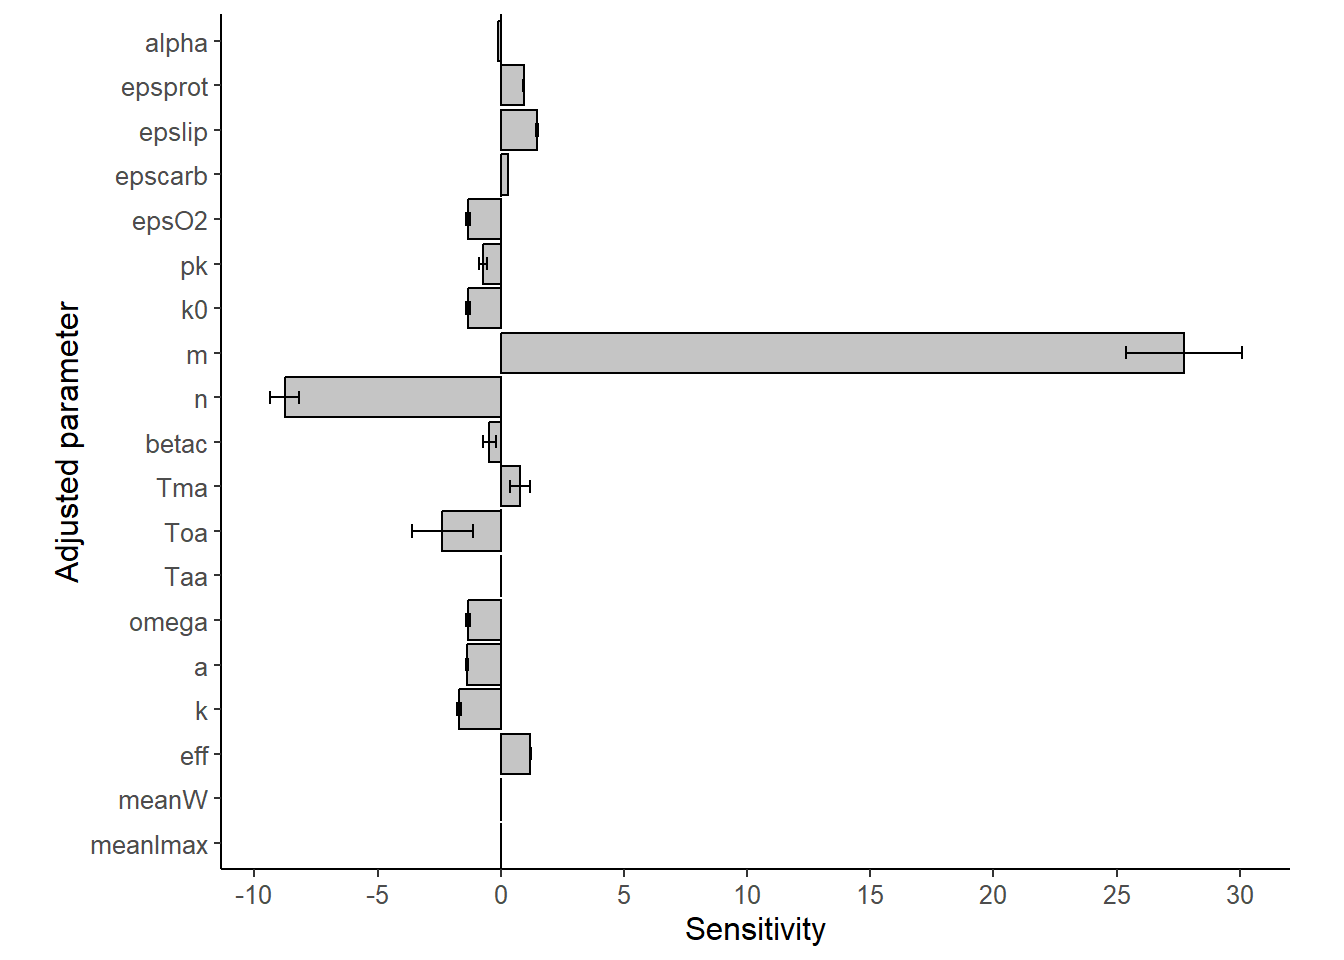 alpha
epsprot
epslip
epscarb
epsO2
pk
k0
m
n
betac
Tma
Toa
Taa
omega
a
k
eff
meanW
meanImax
Adjusted parameter
-10 -5 0 5 10 15 20 25 30
Sensitivity